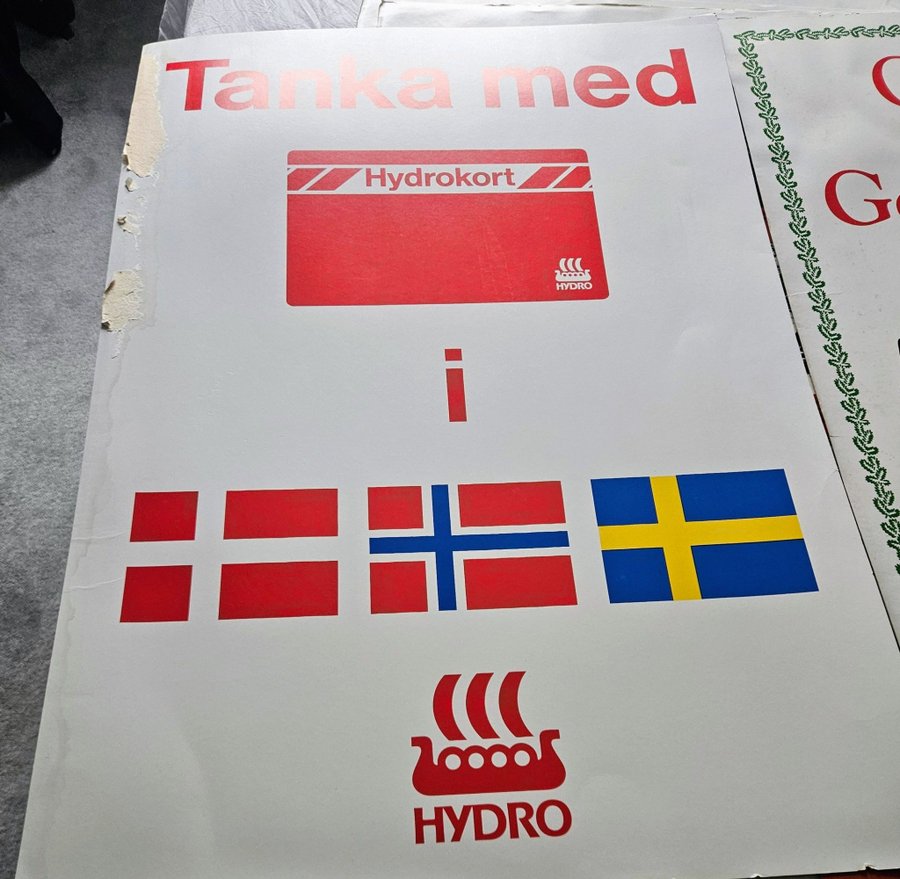 Tanka med
Hydrokort
HYDRO
i
HYDRO